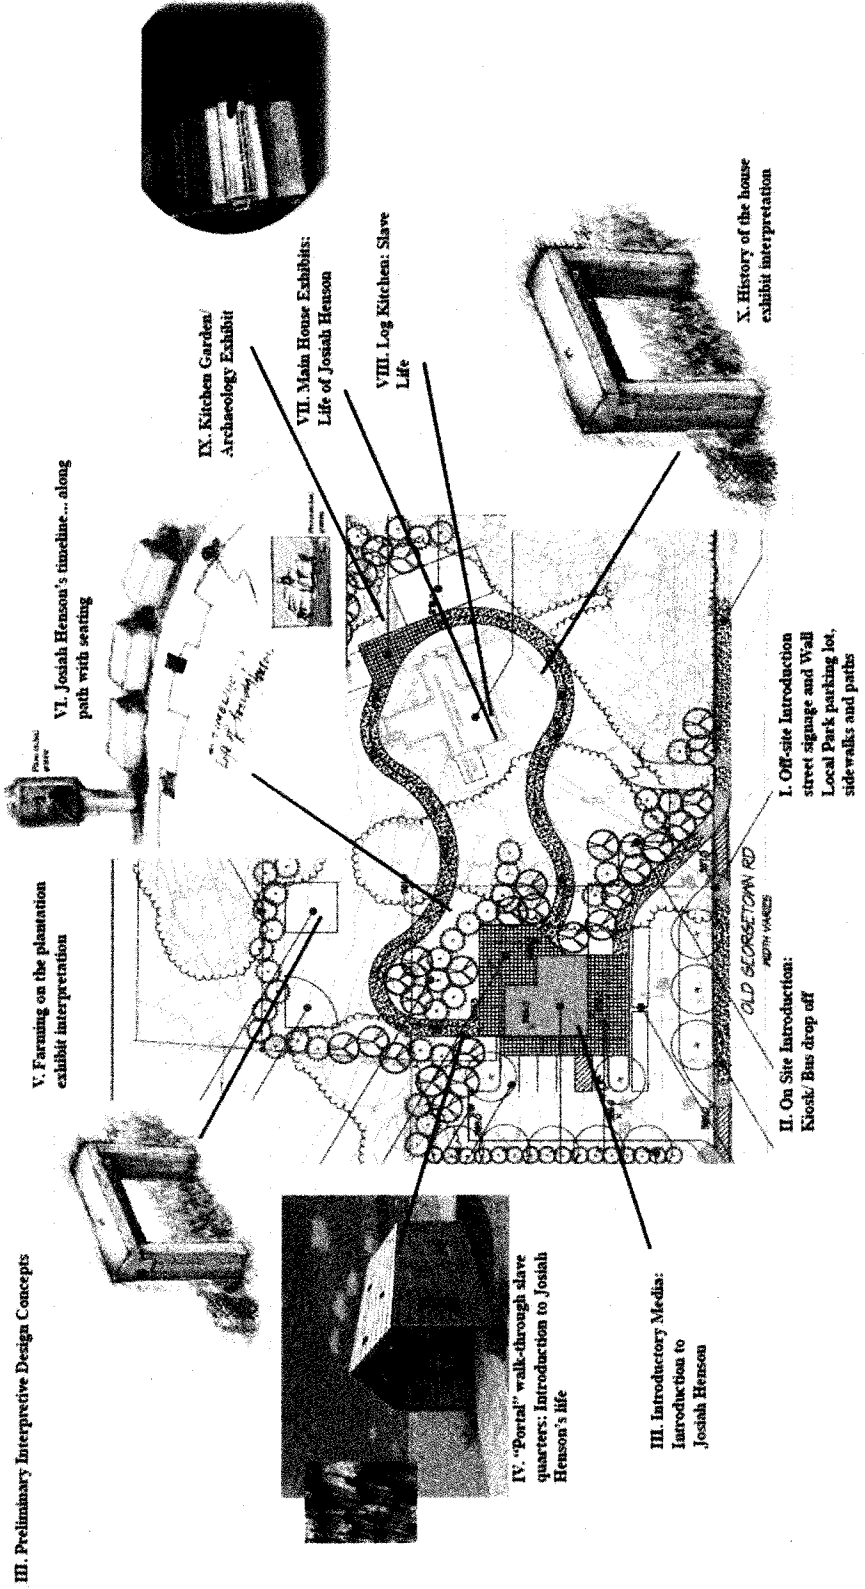 III. Preliminary Interpretive Design Concepts
V. Farming on the plantation
exhibit interpretation
VI. Josiah Henson's timeline... along
path with seating
IX. Kitchen Garden/
Archaeology Exhibit
VII. Main House Exhibits:
Life of Josiah Henson
VIII. Log Kitchen: Slave
Life
X. History of the house
exhibit interpretation
IV. "Portal" walk-through slave
quarters: Introduction to Josiah
Henson's life
III. Introductory Media:
Introduction to
Josiah Henson
II. On Site Introduction:
Kiosk/ Bus drop off
I. Off-site Introduction
street signage and Wall
Local Park parking lot,
sidewalks and paths
OLD GEORGETOWN RD
WIDTH VARIES